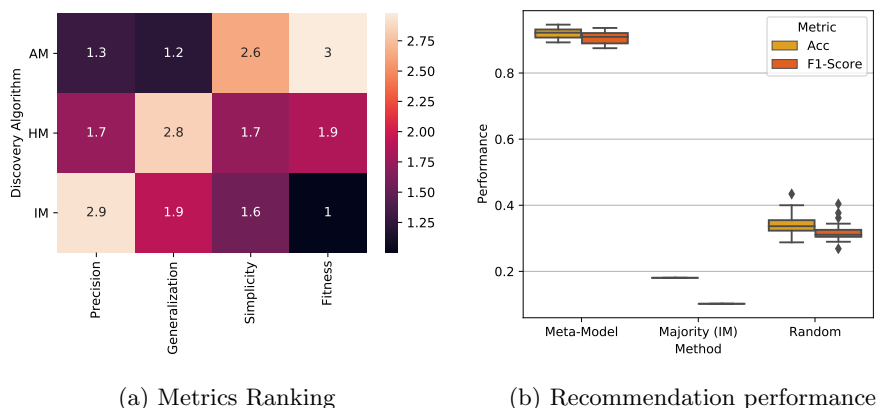 Discovery Algorithm
AM
HM
IM
1.3 1.2 2.6 3
1.7 2.8 1.7 1.9
2.9 1.9 1.6 1
Precision
Generalization
Simplicity
Fitness
2.75
2.50
2.25
2.00
1.75
1.50
1.25
(a) Metrics Ranking
Performance
0.8
0.6
0.4
0.2
Metric
Acc
F1-Score
Meta-Model Majority (IM) Random
Method
(b) Recommendation performance